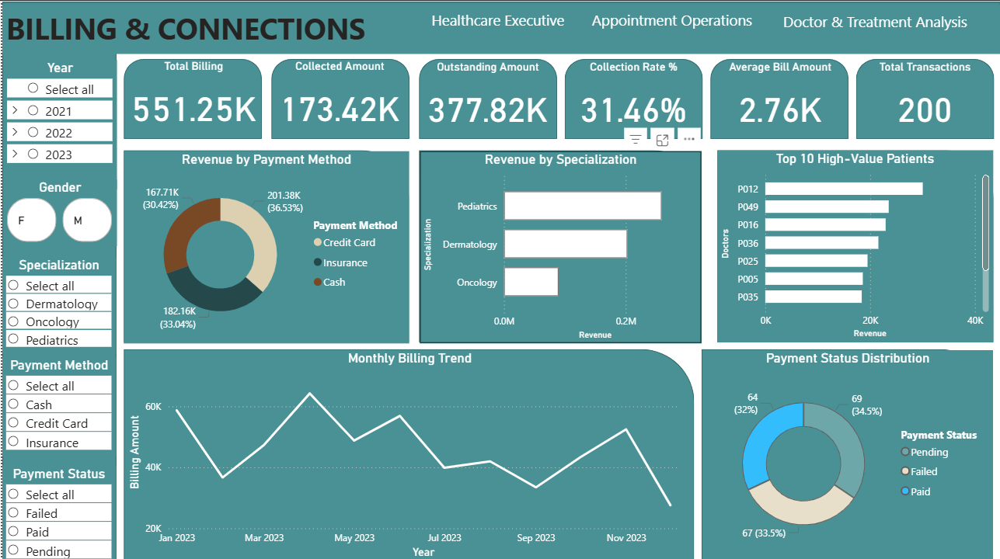 BILLING & CONNECTIONS
Healthcare Executive
Appointment Operations
Doctor & Treatment Analysis
Year
Select all
2021
2022
2023
Gender
F
M
Specialization
Select all
Dermatology
Oncology
Pediatrics
Payment Method
Select all
Cash
Credit Card
Insurance
Payment Status
Select all
Failed
Paid
Pending
Total Billing
551.25K
Collected Amount
173.42K
Outstanding Amount
377.82K
Collection Rate %
31.46%
Average Bill Amount
2.76K
Total Transactions
200
Revenue by Payment Method
167.71K
(30.42%)
201.38K
(36.53%)
182.16K
(33.04%)
Payment Method
Credit Card
Insurance
Cash
Revenue by Specialization
Specialization
Pediatrics
Dermatology
Oncology
0.0M
0.2M
Revenue
Top 10 High-Value Patients
Doctors
P012
P049
P016
P036
P025
P005
P035
0K
20K
40K
Revenue
Monthly Billing Trend
Billing Amount
60K
40K
20K
Jan 2023
Mar 2023
May 2023
Jul 2023
Sep 2023
Nov 2023
Year
Payment Status Distribution
64
(32%)
69
(34.5%)
67 (33.5%)
Payment Status
Pending
Failed
Paid